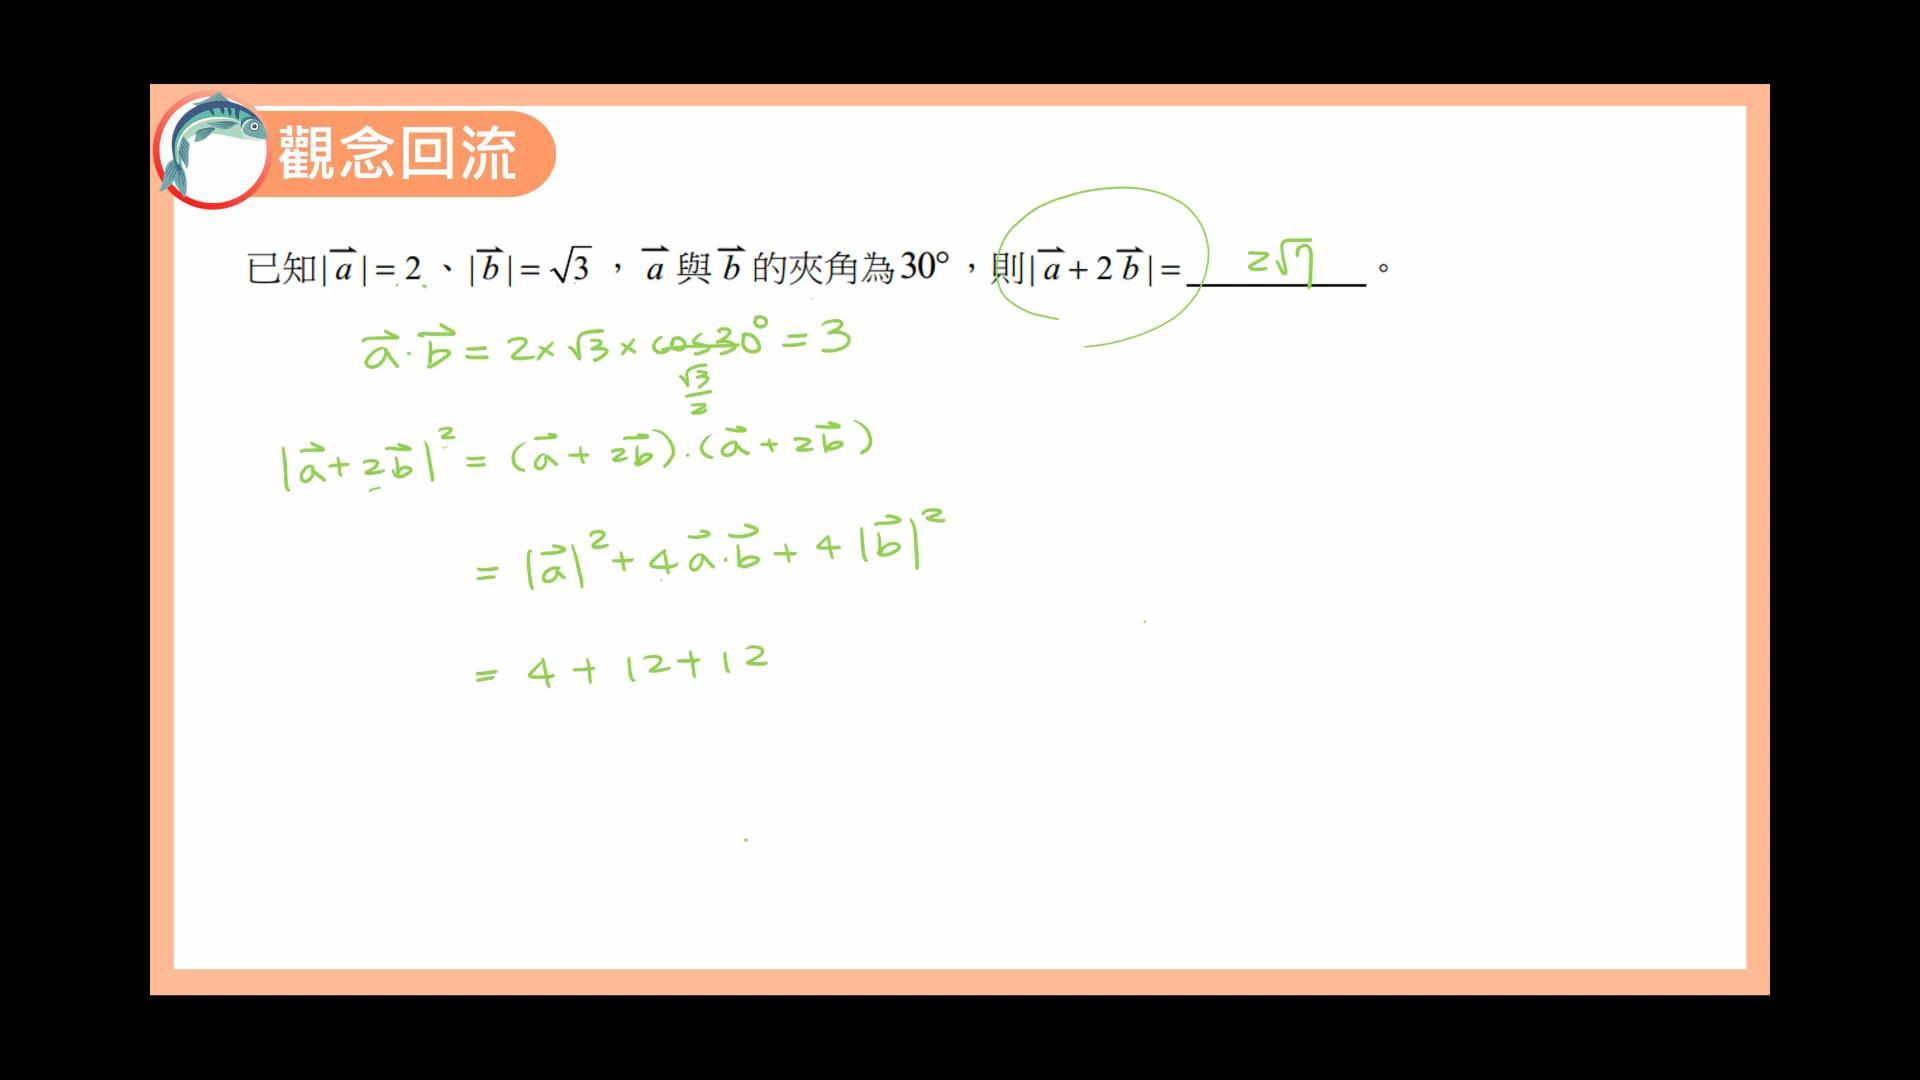 觀念回流
已知|a⃗|=2、|b⃗|=√3，a⃗與b⃗的夾角為30°，則|a⃗+2b⃗|=2√7。
a⃗·b⃗=2×√3×cos30°=3
√3/2
|a⃗+2b⃗|²=(a⃗+2b⃗)·(a⃗+2b⃗)
=|a⃗|²+4a⃗·b⃗+4|b⃗|²
=4+12+12